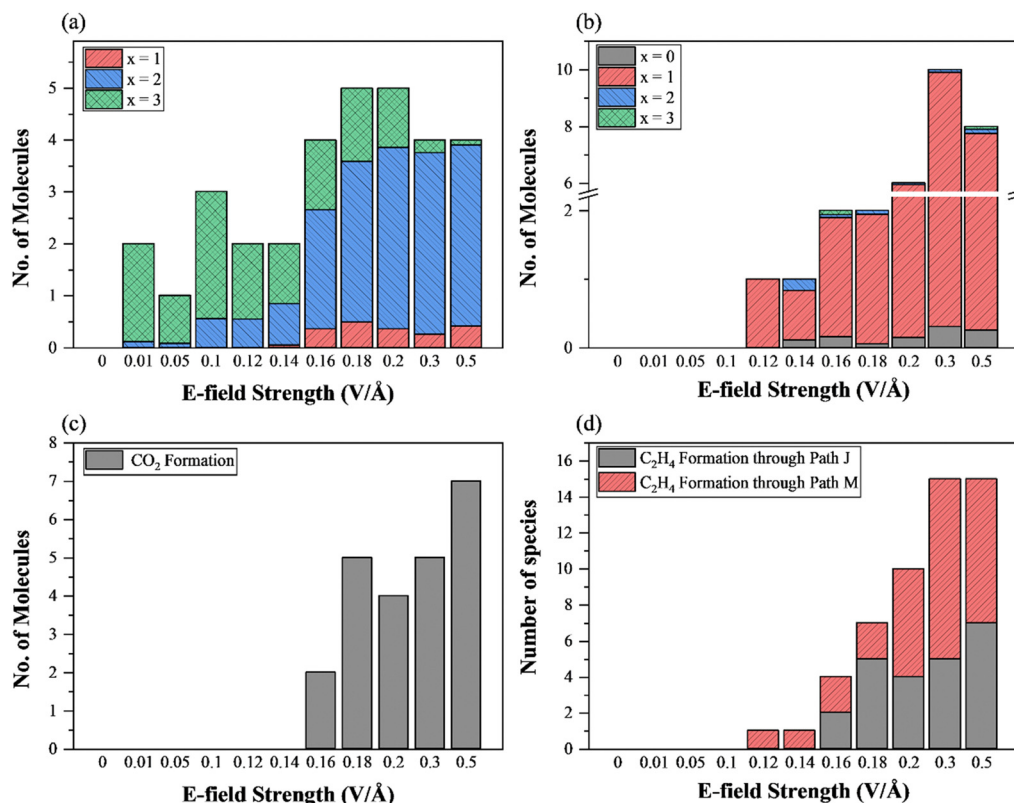 (a)
x = 1
x = 2
x = 3
No. of Molecules
5
4
3
2
1
0
0 0.01 0.05 0.1 0.12 0.14 0.16 0.18 0.2 0.3 0.5
E-field Strength (V/Å)
(b)
x = 0
x = 1
x = 2
x = 3
No. of Molecules
10
8
6
2
0
0 0.01 0.05 0.1 0.12 0.14 0.16 0.18 0.2 0.3 0.5
E-field Strength (V/Å)
(c)
CO₂ Formation
No. of Molecules
8
7
6
5
4
3
2
1
0
0 0.01 0.05 0.1 0.12 0.14 0.16 0.18 0.2 0.3 0.5
E-field Strength (V/Å)
(d)
C₂H₄ Formation through Path J
C₂H₄ Formation through Path M
Number of species
16
14
12
10
8
6
4
2
0
0 0.01 0.05 0.1 0.12 0.14 0.16 0.18 0.2 0.3 0.5
E-field Strength (V/Å)